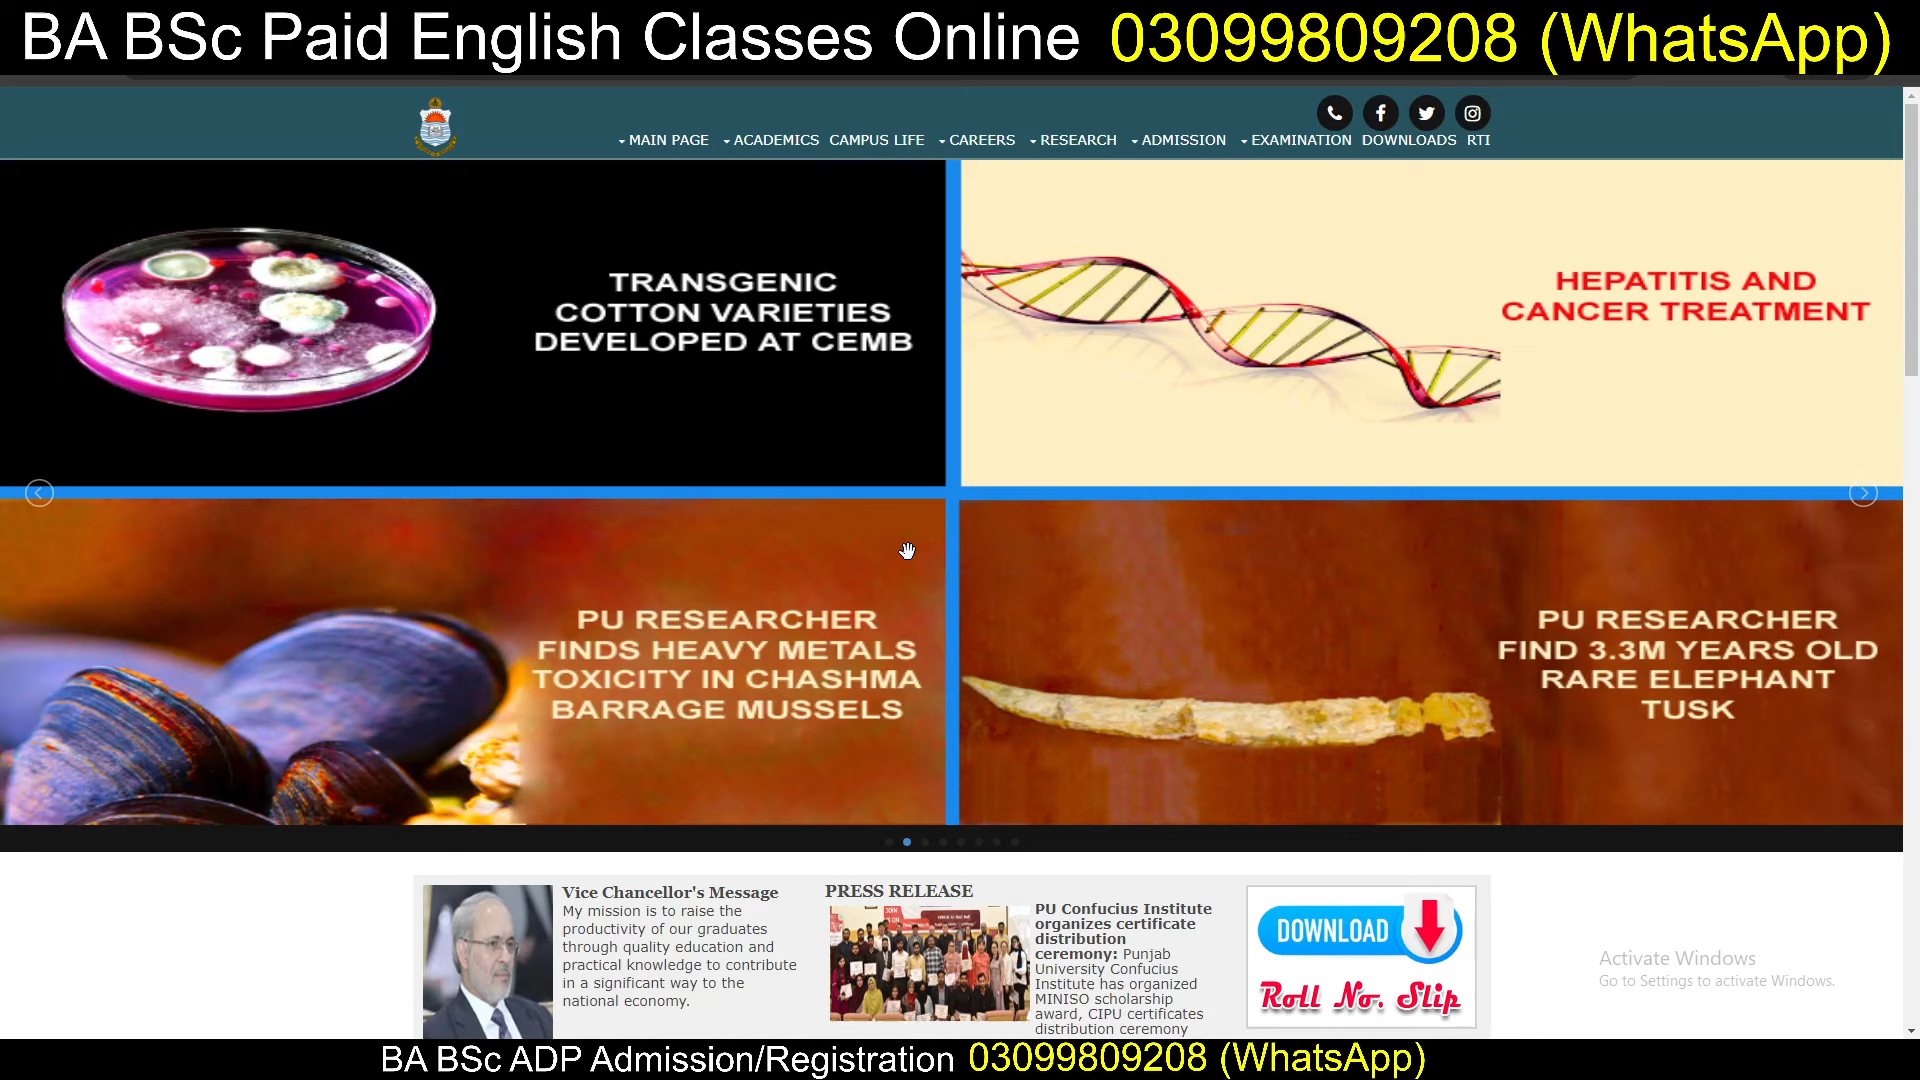 BA BSc Paid English Classes Online 03099809208 (WhatsApp)
MAIN PAGE ACADEMICS CAMPUS LIFE CAREERS RESEARCH ADMISSION EXAMINATION DOWNLOADS RTI
TRANSGENIC
COTTON VARIETIES
DEVELOPED AT CEMB
HEPATITIS AND
CANCER TREATMENT
PU RESEARCHER
FINDS HEAVY METALS
TOXICITY IN CHASHMA
BARRAGE MUSSELS
PU RESEARCHER
FIND 3.3M YEARS OLD
RARE ELEPHANT
TUSK
Vice Chancellor's Message
My mission is to raise the
productivity of our graduates
through quality education and
practical knowledge to contribute
in a significant way to the
national economy.
PRESS RELEASE
PU Confucius Institute
organizes certificate
distribution
ceremony: Punjab
University Confucius
Institute has organized
MINISO scholarship
award, CIPU certificates
distribution ceremony
DOWNLOAD
Roll No. Slip
Activate Windows
Go to Settings to activate Windows.
BA BSc ADP Admission/Registration 03099809208 (WhatsApp)